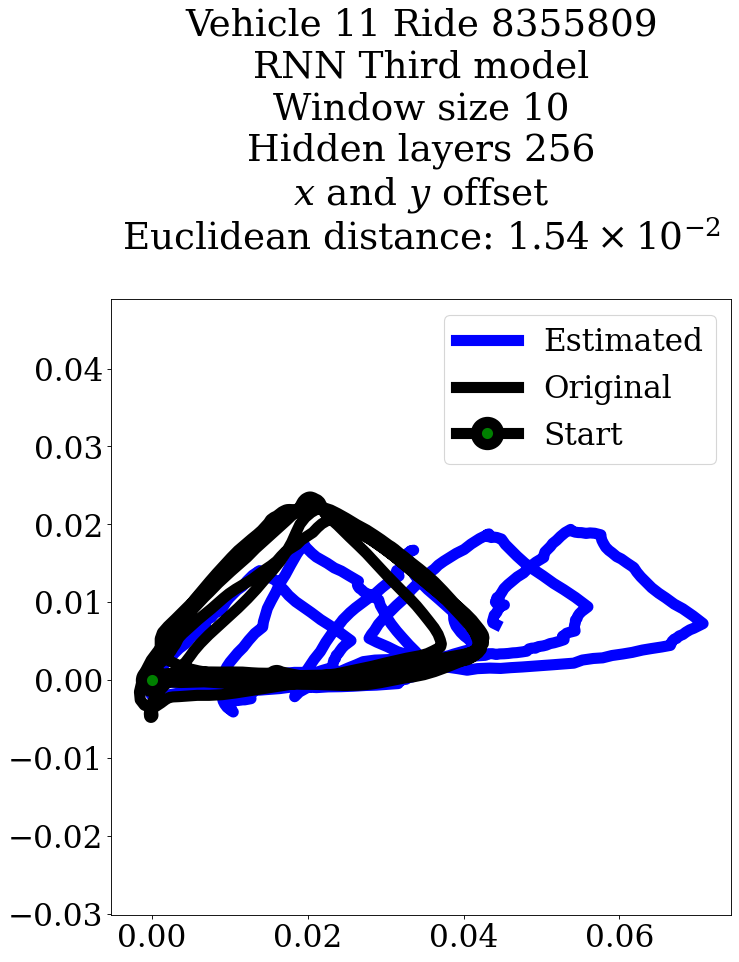 Vehicle 11 Ride 8355809
RNN Third model
Window size 10
Hidden layers 256
x and y offset
Euclidean distance: 1.54 × 10⁻²
Estimated
Original
Start
0.04
0.03
0.02
0.01
0.00
−0.01
−0.02
−0.03
0.00 0.02 0.04 0.06